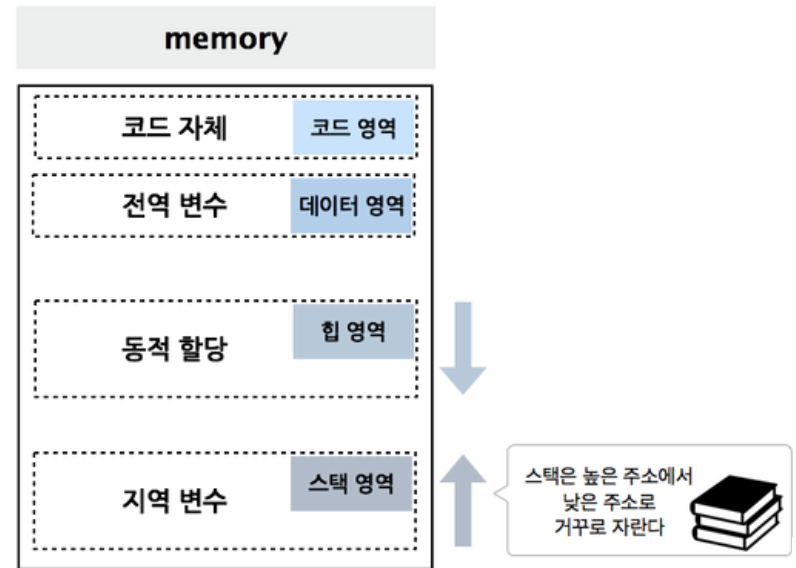 memory
코드 자체
코드 영역
전역 변수
데이터 영역
동적 할당
힙 영역
지역 변수
스택 영역
스택은 높은 주소에서
낮은 주소로
거꾸로 자란다